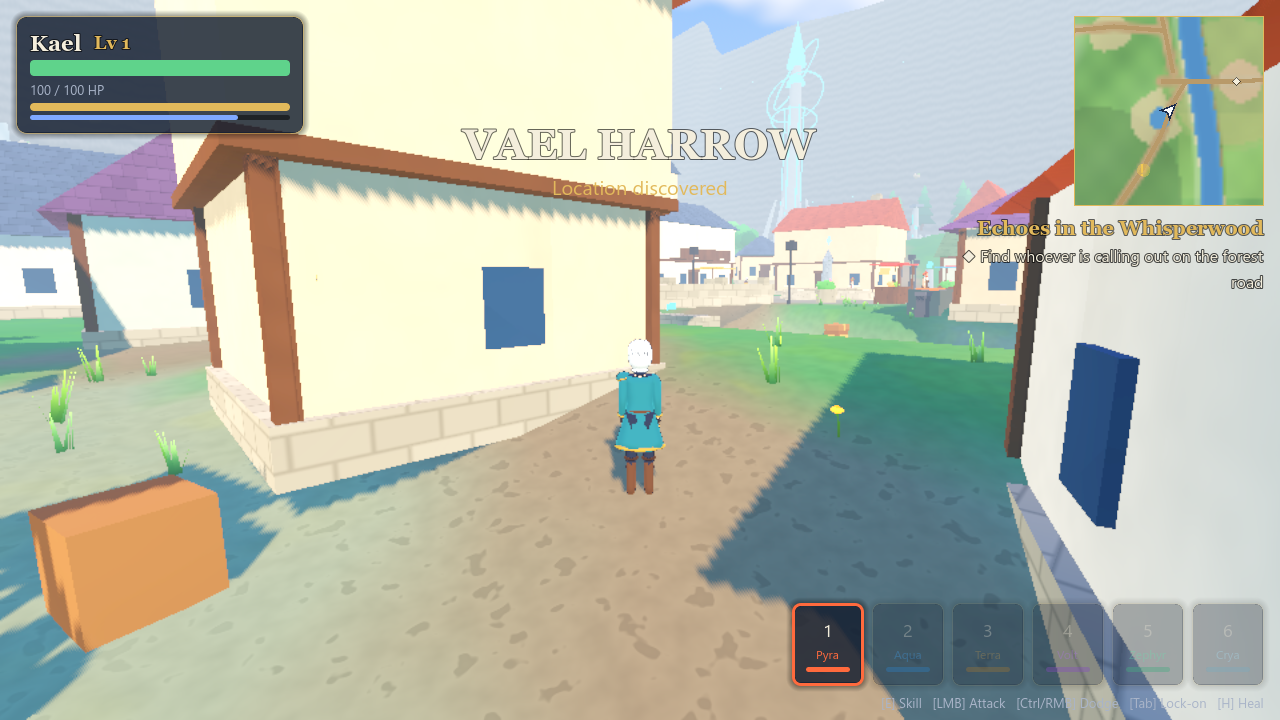 Kael Lv 1
100 / 100 HP
VAEL HARROW
Location discovered
Echoes in the Whisperwood
Find whoever is calling out on the forest
road
1
Pyra
2
Aqua
3
Terra
4
5
6
Crya
Skill [LMB] Attack [Ctrl/RMB] [Tab] Lock-on [H] Heal